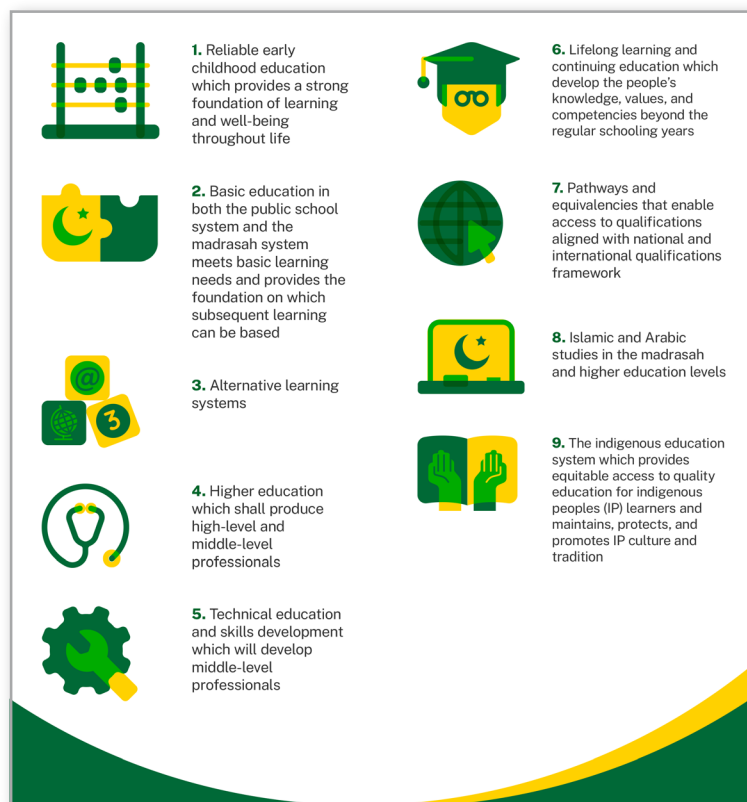 1. Reliable early
childhood education
which provides a strong
foundation of learning
and well-being
throughout life
2. Basic education in
both the public school
system and the
madrasah system
meets basic learning
needs and provides the
foundation on which
subsequent learning
can be based
@
3
3. Alternative learning
systems
4. Higher education
which shall produce
high-level and
middle-level
professionals
5. Technical education
and skills development
which will develop
middle-level
professionals
6. Lifelong learning and
continuing education which
develop the people's
knowledge, values, and
competencies beyond the
regular schooling years
7. Pathways and
equivalencies that enable
access to qualifications
aligned with national and
international qualifications
framework
8. Islamic and Arabic
studies in the madrasah
and higher education levels
9. The indigenous education
system which provides
equitable access to quality
education for indigenous
peoples (IP) learners and
maintains, protects, and
promotes IP culture and
tradition